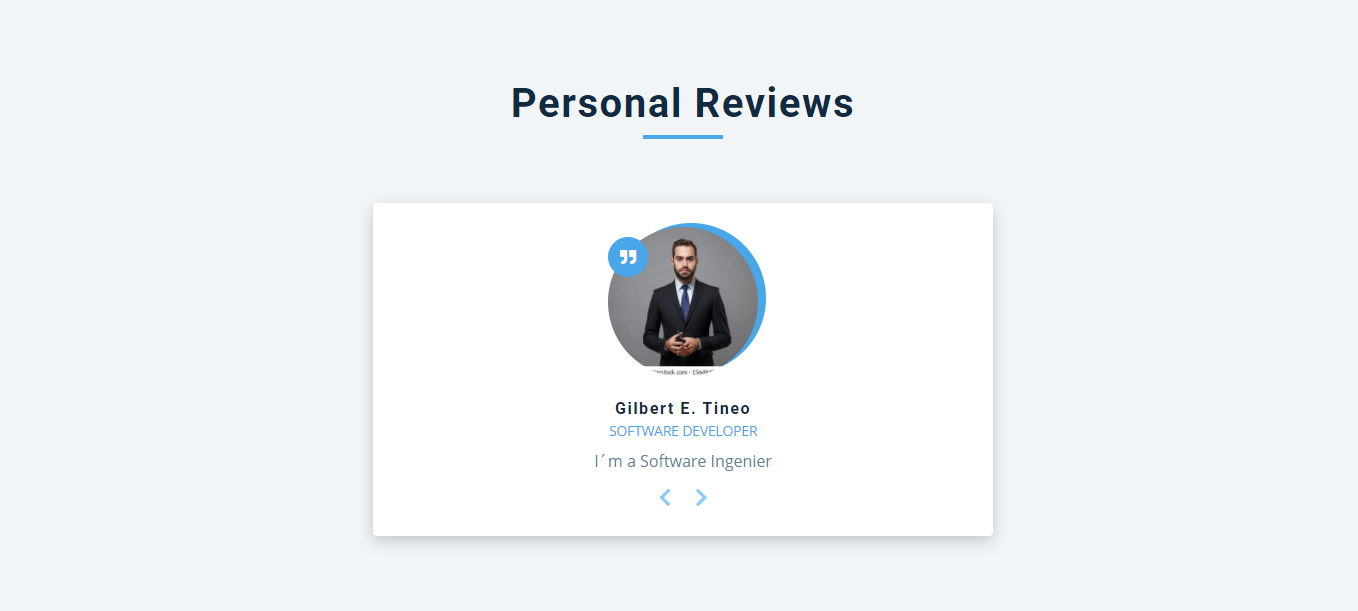 Personal Reviews
Gilbert E. Tineo
SOFTWARE DEVELOPER
I´m a Software Ingenier